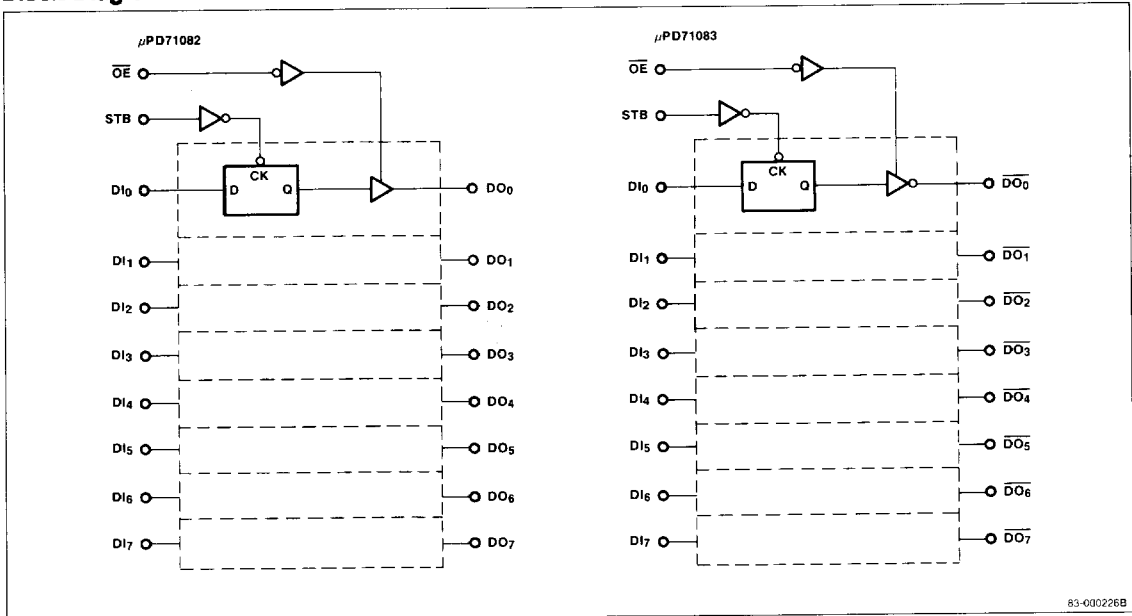 μPD71082
OE
STB
CK
D Q
DI0
DO0
DI1
DO1
DI2
DO2
DI3
DO3
DI4
DO4
DI5
DO5
DI6
DO6
DI7
DO7
μPD71083
OE
STB
CK
D Q
DI0
DO0
DI1
DO1
DI2
DO2
DI3
DO3
DI4
DO4
DI5
DO5
DI6
DO6
DI7
DO7
83-000226B